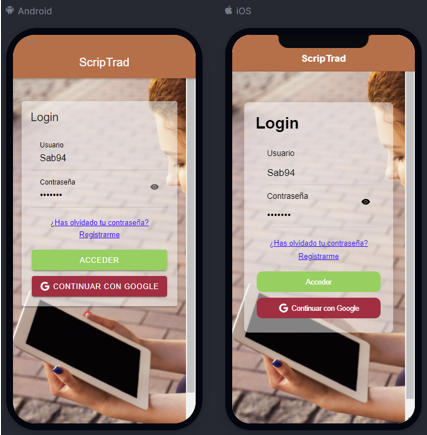 Android
iOS
ScripTrad
Login
Usuario
Sab94
Contraseña
•••••••
¿Has olvidado tu contraseña?
Registrarme
ACCEDER
G CONTINUAR CON GOOGLE
ScripTrad
Login
Usuario
Sab94
Contraseña
•••••••
¿Has olvidado tu contraseña?
Registrarme
Acceder
G Continuar con Google